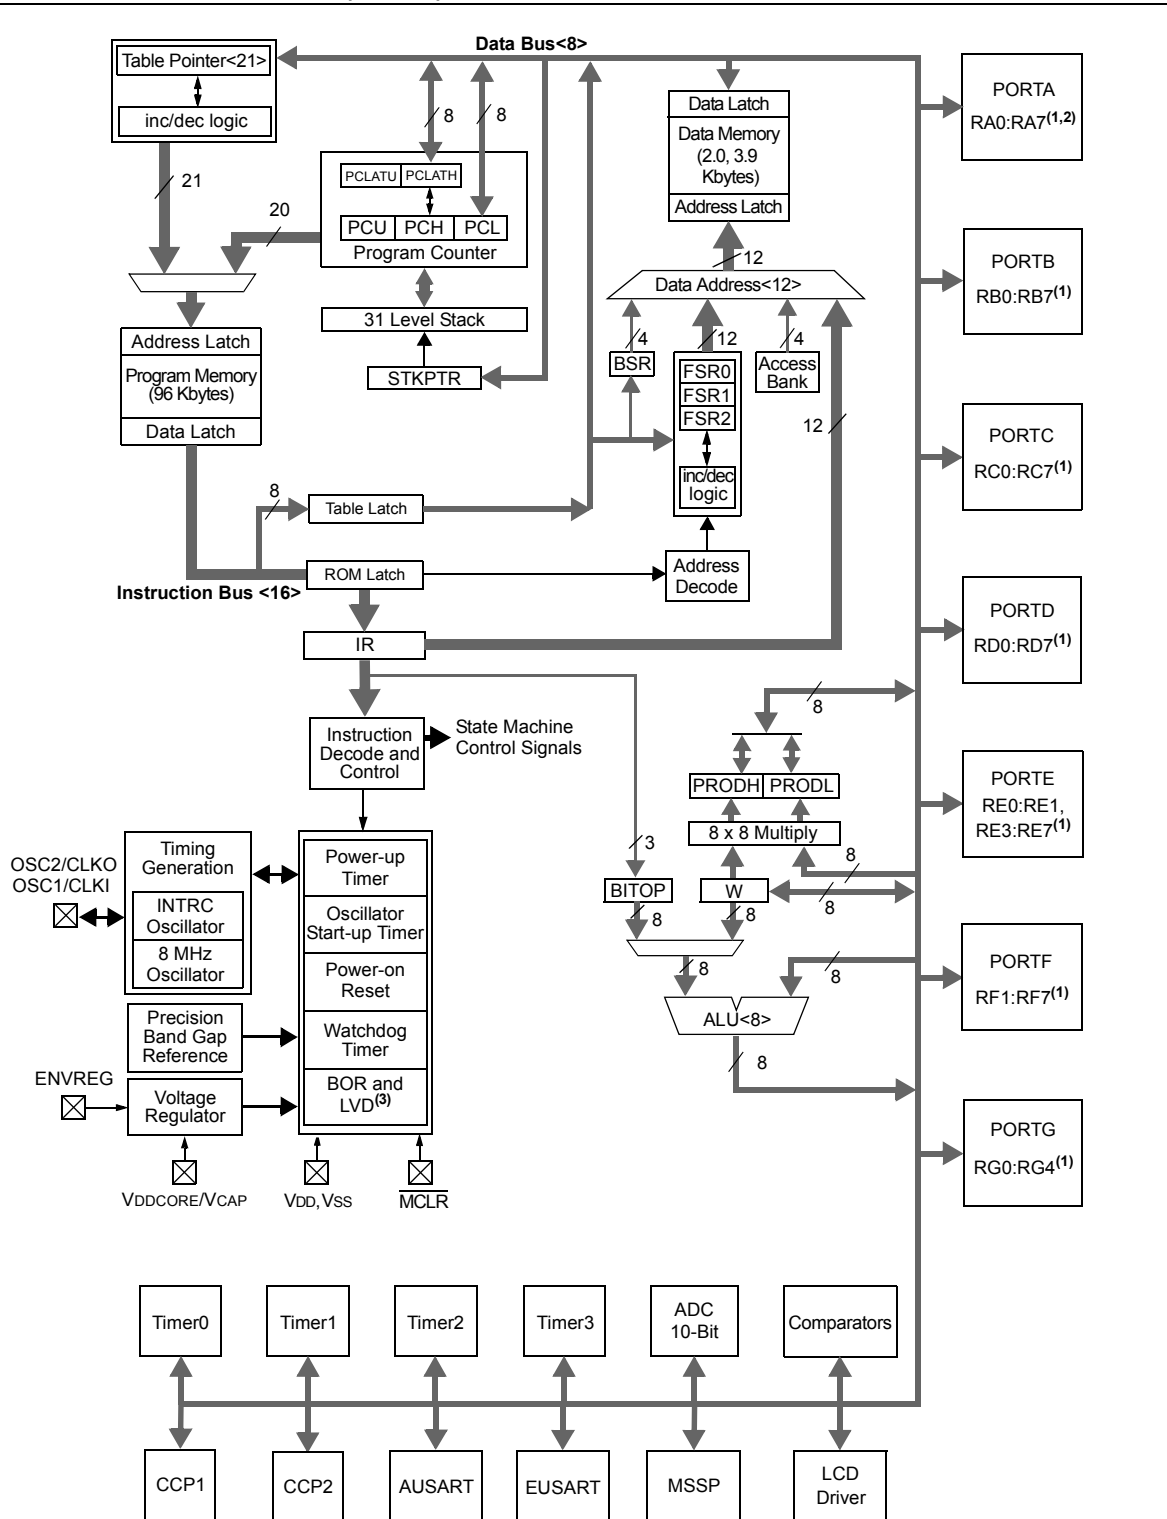 Data Bus<8>
Table Pointer<21>
inc/dec logic
21
20
8
8
PCLATU PCLATH
PCU PCH PCL
Program Counter
31 Level Stack
STKPTR
Address Latch
Program Memory
(96 Kbytes)
Data Latch
8
Table Latch
ROM Latch
Instruction Bus <16>
IR
Data Latch
Data Memory
(2.0, 3.9
Kbytes)
Address Latch
12
Data Address<12>
4
12
4
BSR
FSR0
FSR1
FSR2
inc/dec
logic
Access
Bank
12
Address
Decode
Instruction
Decode and
Control
State Machine
Control Signals
8
PRODH PRODL
8 x 8 Multiply
3
8
BITOP
W
8
8
8
8
8
ALU<8>
8
OSC2/CLKO
OSC1/CLKI
Timing
Generation
INTRC
Oscillator
8 MHz
Oscillator
Precision
Band Gap
Reference
ENVREG
Voltage
Regulator
Power-up
Timer
Oscillator
Start-up Timer
Power-on
Reset
Watchdog
Timer
BOR and
LVD(3)
VDDCORE/VCAP
VDD, VSS
MCLR
PORTA
RA0:RA7(1,2)
PORTB
RB0:RB7(1)
PORTC
RC0:RC7(1)
PORTD
RD0:RD7(1)
PORTE
RE0:RE1,
RE3:RE7(1)
PORTF
RF1:RF7(1)
PORTG
RG0:RG4(1)
Timer0
Timer1
Timer2
Timer3
ADC
10-Bit
Comparators
CCP1
CCP2
AUSART
EUSART
MSSP
LCD
Driver